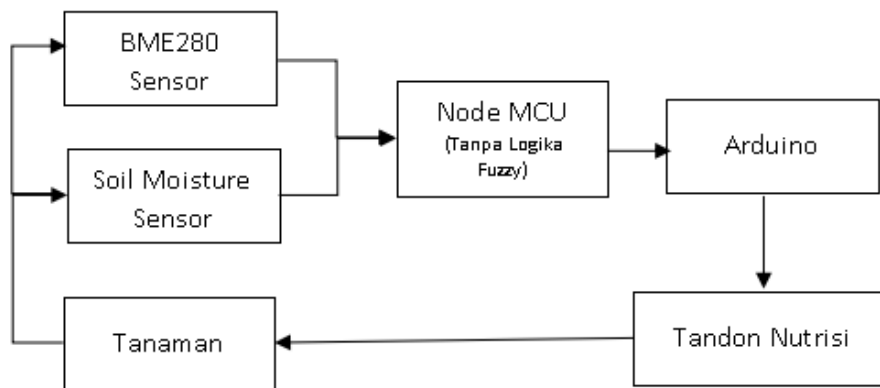 BME280
Sensor
Soil Moisture
Sensor
Node MCU
(Tanpa Logika
Fuzzy)
Arduino
Tanaman
Tandon Nutrisi